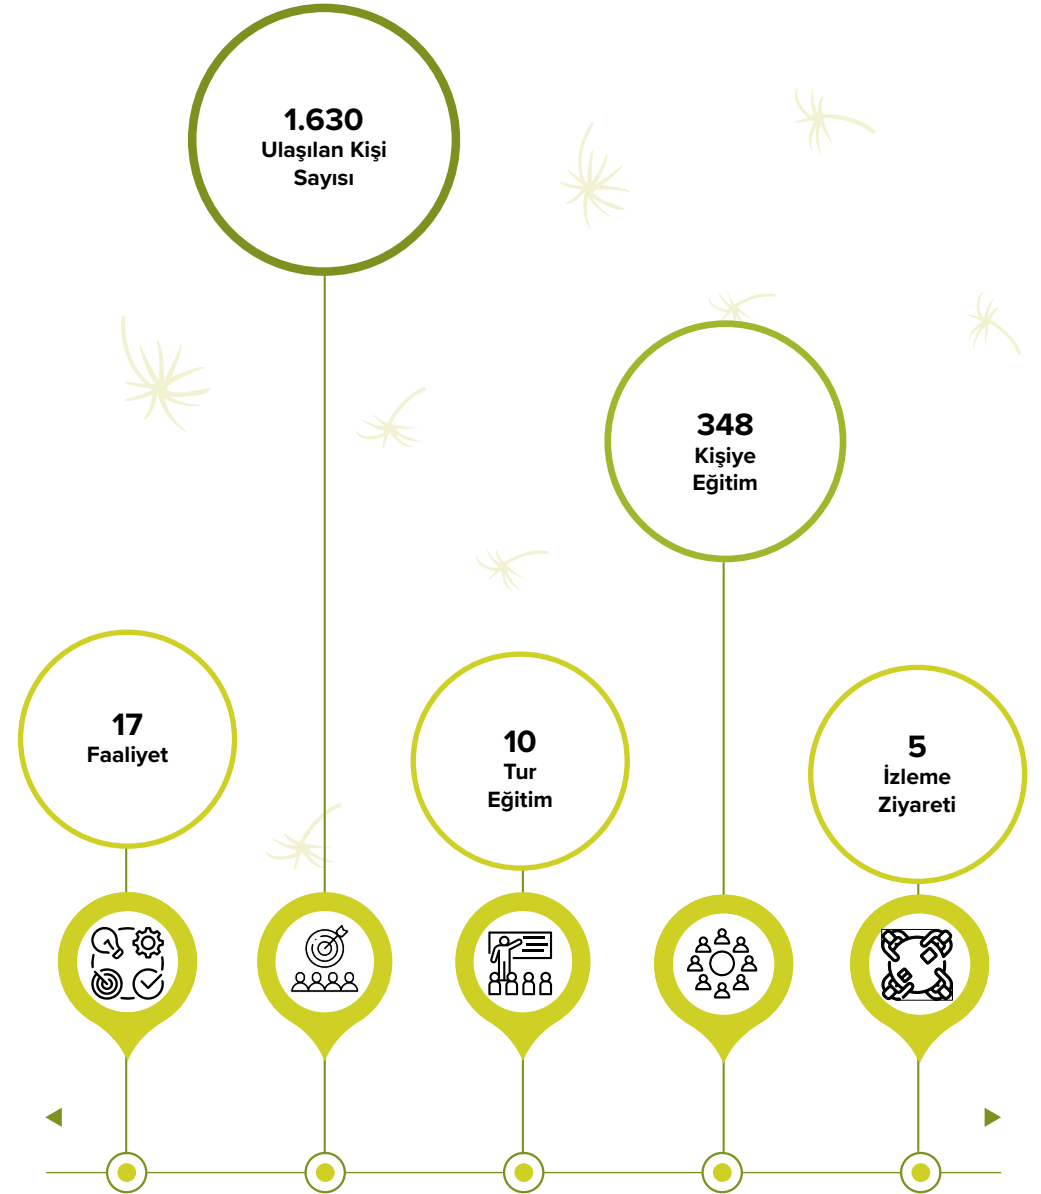 1.630
Ulaşılan Kişi
Sayısı
348
Kişiye
Eğitim
17
Faaliyet
10
Tur
Eğitim
5
İzleme
Ziyareti